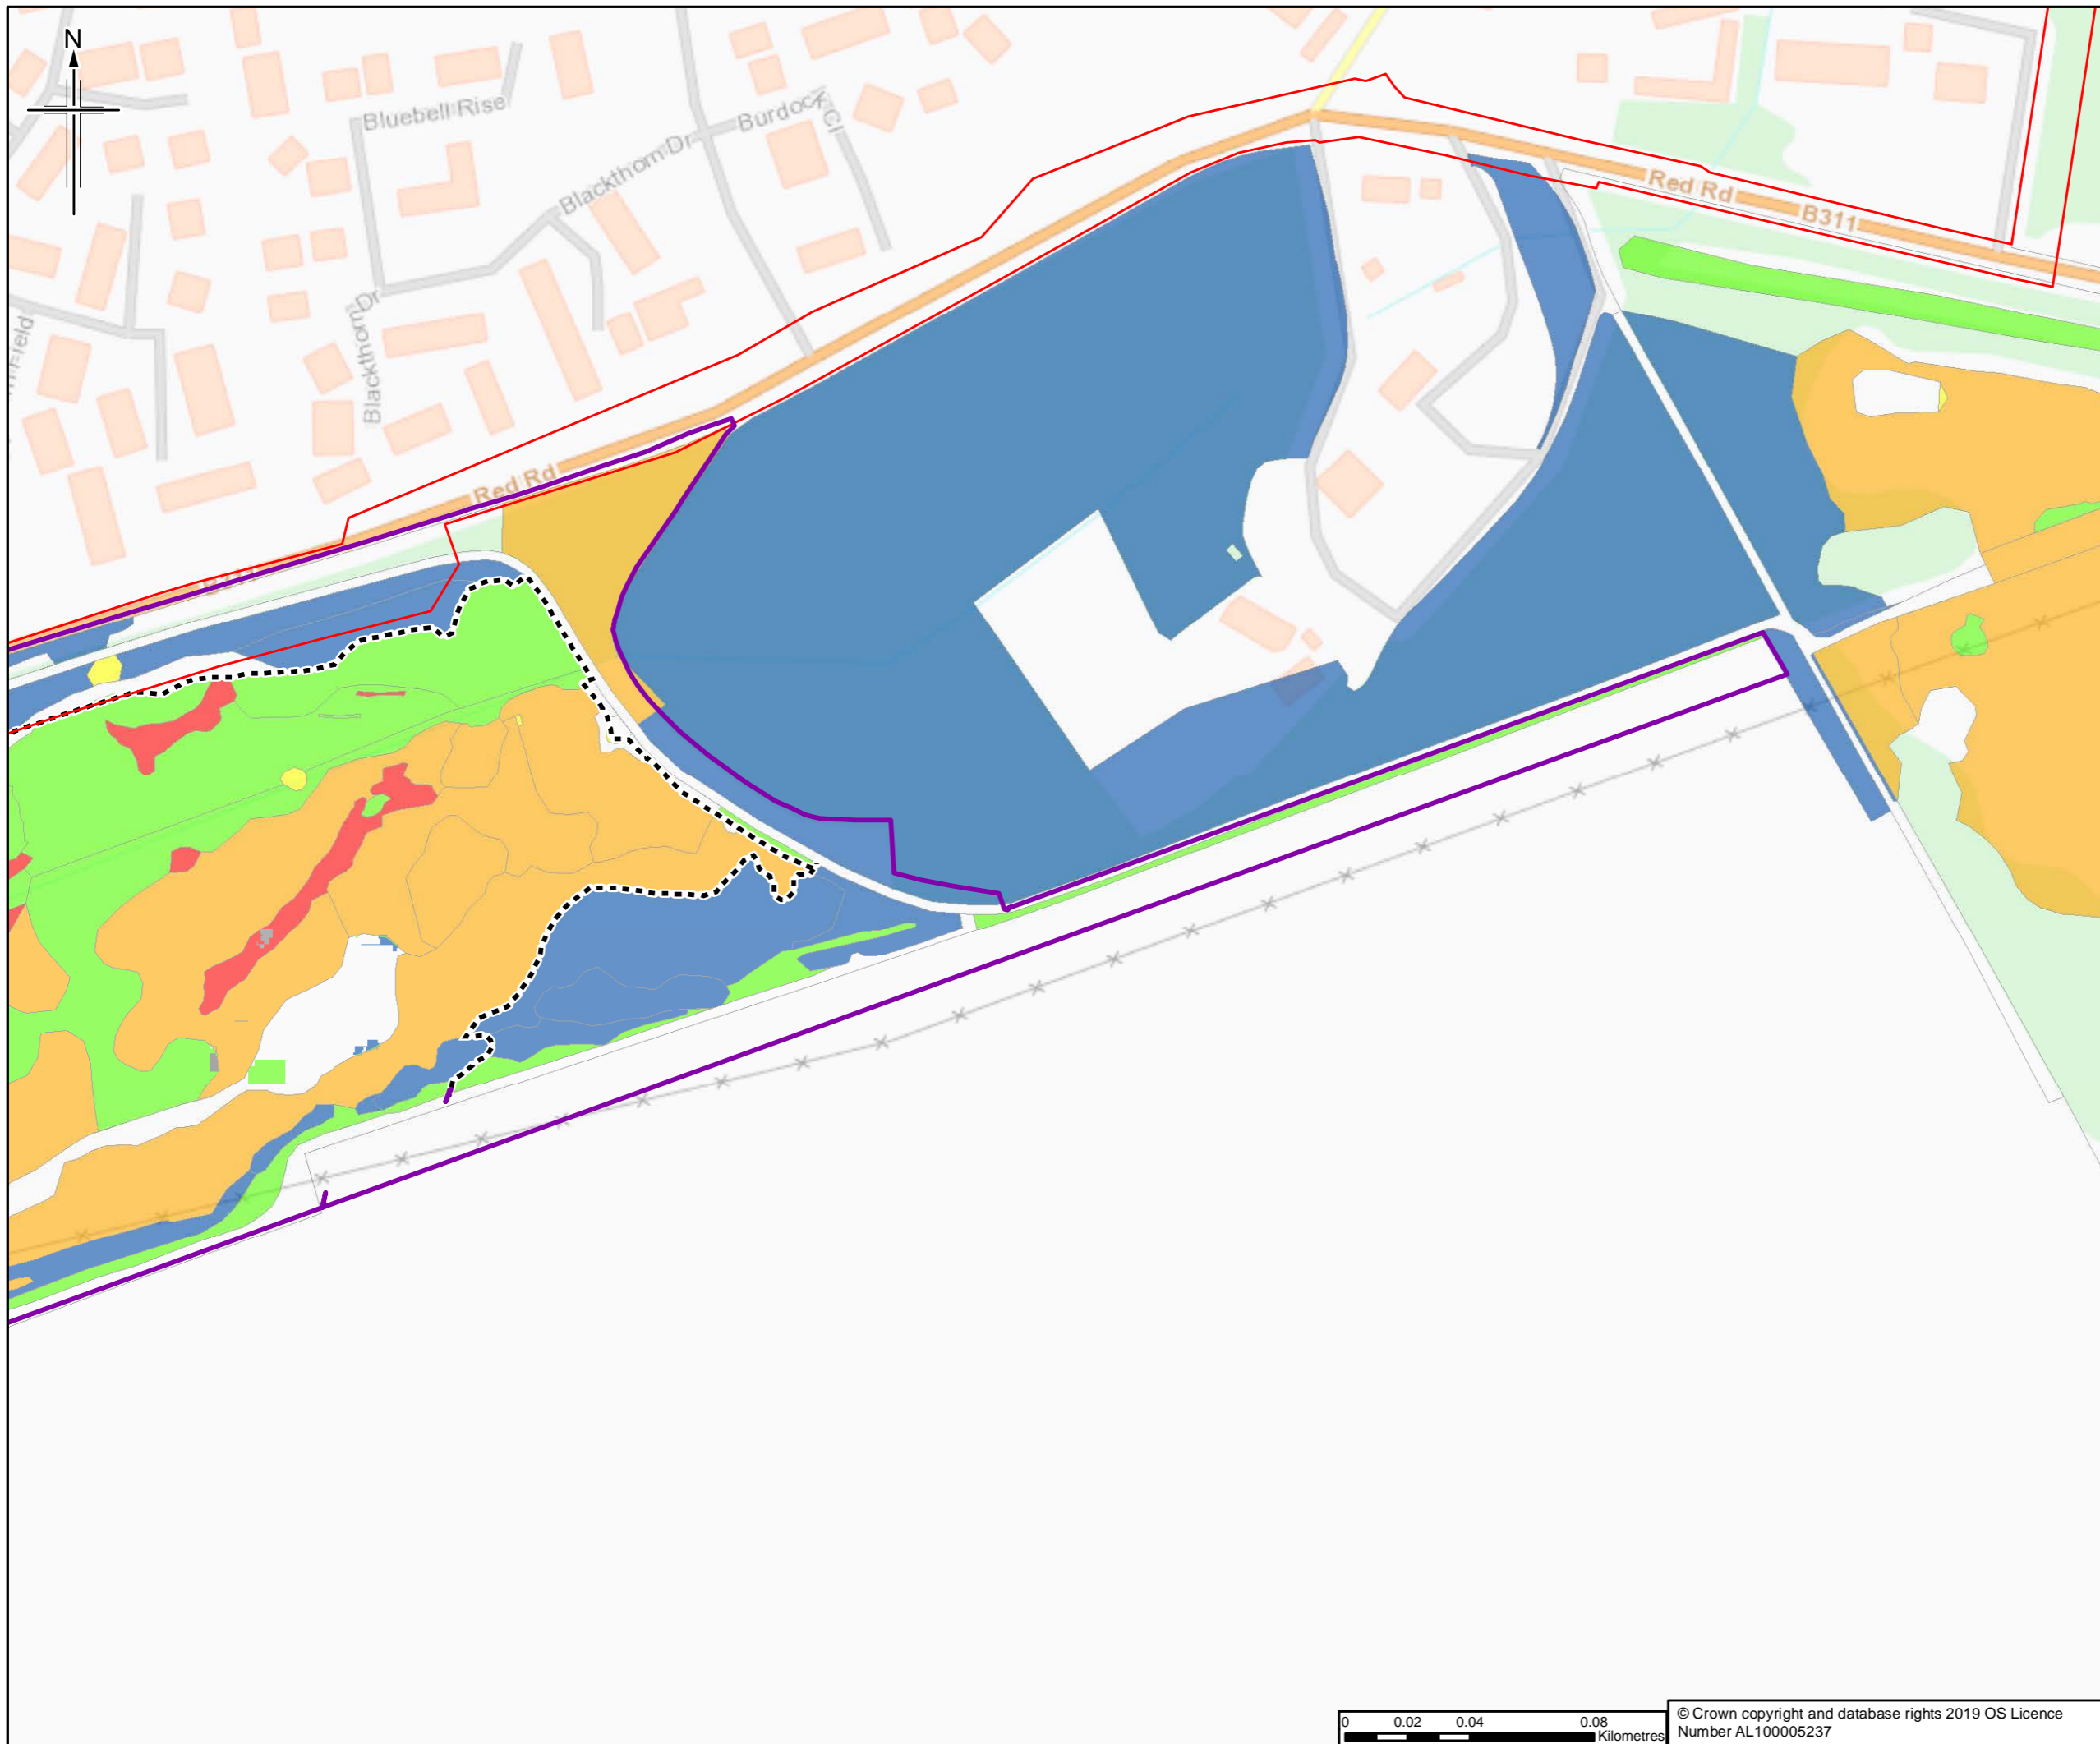 N
Bluebell Rise
Burdock Cl
Blackthorn Dr
Red Rd
B311
Blackthorn Dr
Red Rd
0 0.02 0.04 0.08
Kilometres
© Crown copyright and database rights 2019 OS Licence
Number AL100005237